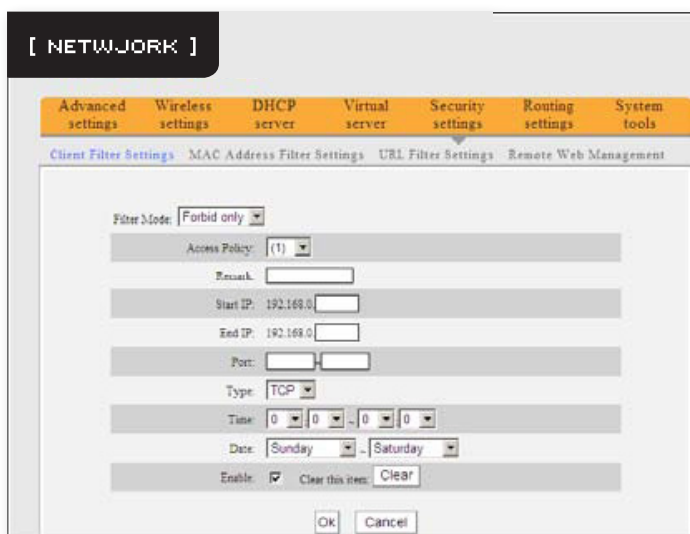 [ NETWJORK ]
Advanced settings Wireless settings DHCP server Virtual server Security settings Routing settings System tools
Client Filter Settings MAC Address Filter Settings URL Filter Settings Remote Web Management
Filter Mode: Forbid only
Access Policy: (1)
Remark:
Start IP: 192.168.0.
End IP: 192.168.0.
Port: -
Type: TCP
Time: 0 : 0 ~ 0 : 0
Date: Sunday ~ Saturday
Enable: Clear this item: Clear
Ok Cancel